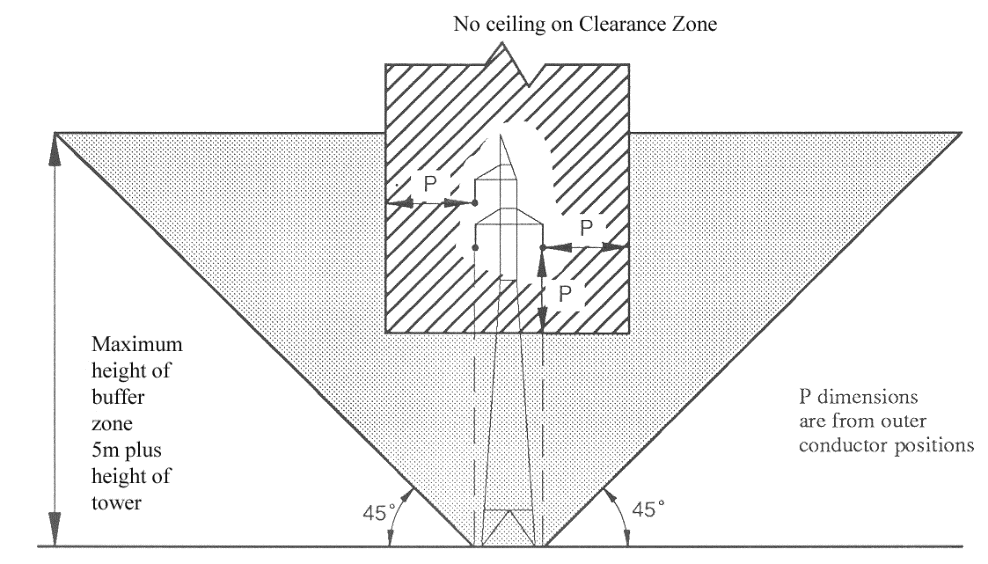 No ceiling on Clearance Zone
P
P
P
Maximum
height of
buffer
zone
5m plus
height of
tower
P dimensions
are from outer
conductor positions
45°
45°